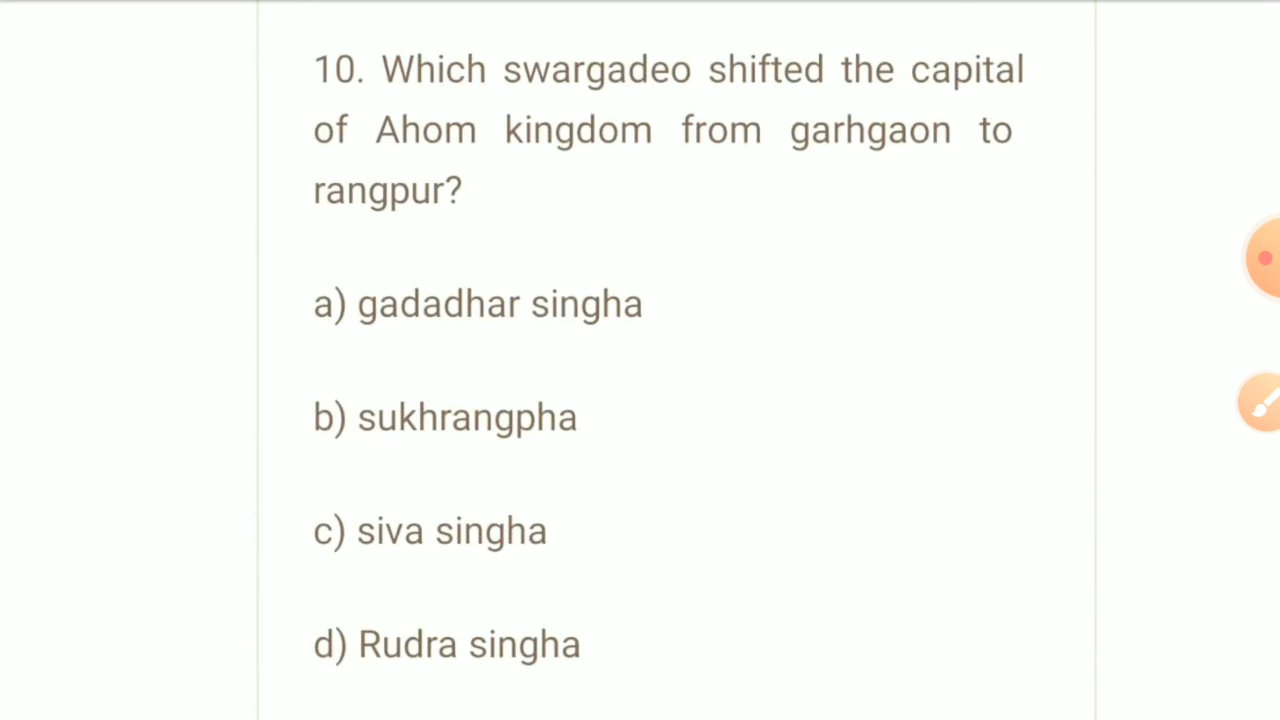 10. Which swargadeo shifted the capital
of Ahom kingdom from garhgaon to
rangpur?
a) gadadhar singha
b) sukhrangpha
c) siva singha
d) Rudra singha